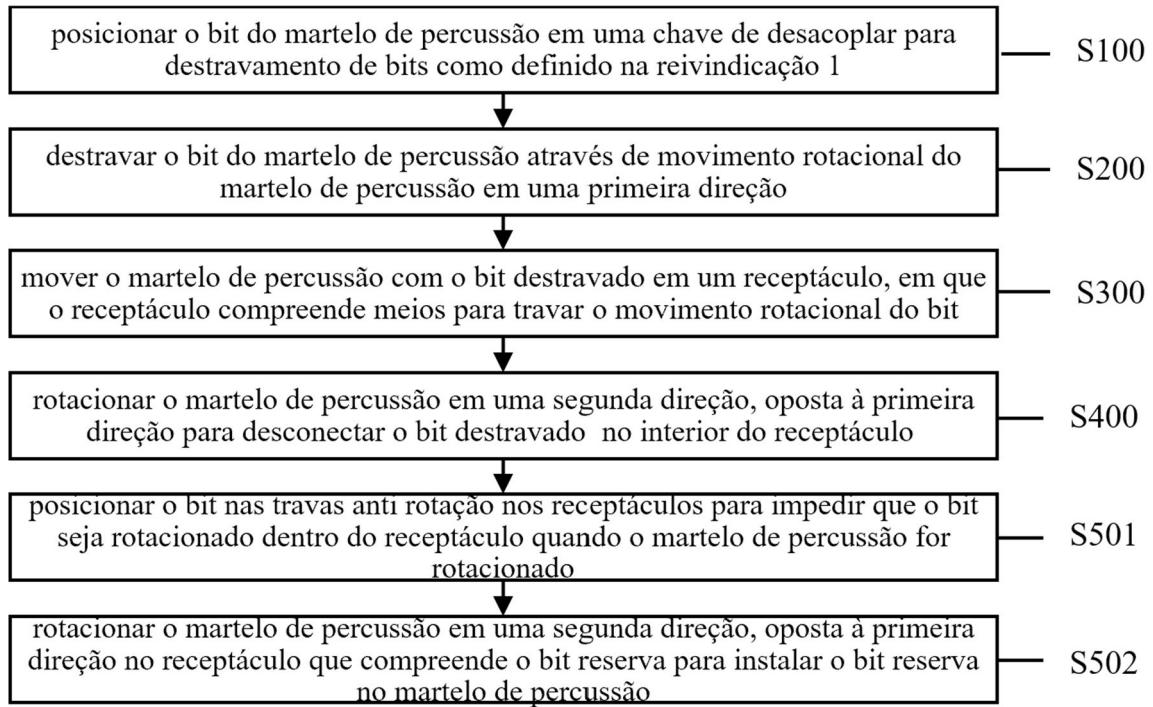 posicionar o bit do martelo de percussão em uma chave de desacoplar para
destravamento de bits como definido na reivindicação 1
S100
destravar o bit do martelo de percussão através de movimento rotacional do
martelo de percussão em uma primeira direção
S200
mover o martelo de percussão com o bit destravado em um receptáculo, em que
o receptáculo compreende meios para travar o movimento rotacional do bit
S300
rotacionar o martelo de percussão em uma segunda direção, oposta à primeira
direção para desconectar o bit destravado no interior do receptáculo
S400
posicionar o bit nas travas anti rotação nos receptáculos para impedir que o bit
seja rotacionado dentro do receptáculo quando o martelo de percussão for
rotacionado
S501
rotacionar o martelo de percussão em uma segunda direção, oposta à primeira
direção no receptáculo que compreende o bit reserva para instalar o bit reserva
no martelo de percussão
S502